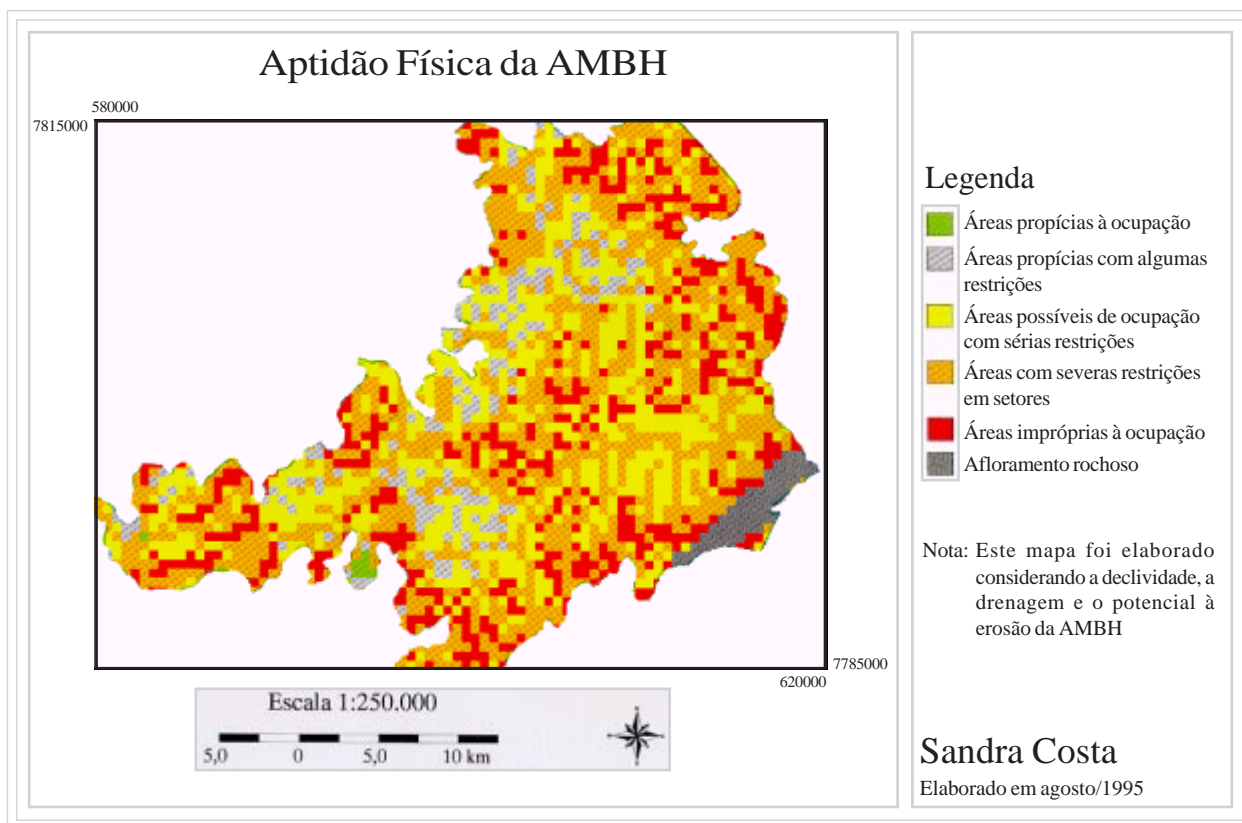 Aptidão Física da AMBH
580000
7815000
7785000
620000
Escala 1:250.000
5,0 0 5,0 10 km
Legenda
Áreas propícias à ocupação
Áreas propícias com algumas
restrições
Áreas possíveis de ocupação
com sérias restrições
Áreas com severas restrições
em setores
Áreas impróprias à ocupação
Afloramento rochoso
Nota: Este mapa foi elaborado
considerando a declividade, a
drenagem e o potencial à
erosão da AMBH
Sandra Costa
Elaborado em agosto/1995